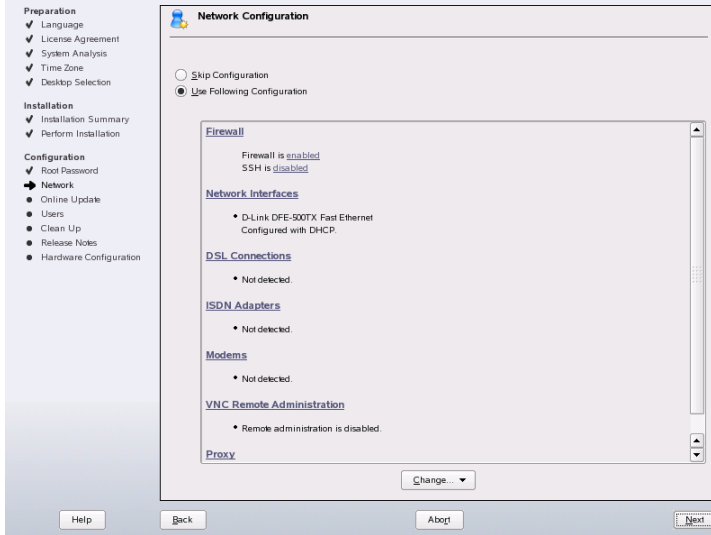 Preparation
Language
License Agreement
System Analysis
Time Zone
Desktop Selection
Installation
Installation Summary
Perform Installation
Configuration
Root Password
Network
Online Update
Users
Clean Up
Release Notes
Hardware Configuration
Network Configuration
Skip Configuration
Use Following Configuration
Firewall
Firewall is enabled
SSH is disabled
Network Interfaces
D-Link DFE-500TX Fast Ethernet
Configured with DHCP.
DSL Connections
Not detected.
ISDN Adapters
Not detected.
Modems
Not detected.
VNC Remote Administration
Remote administration is disabled.
Proxy
Change...
Help
Back
Abort
Next